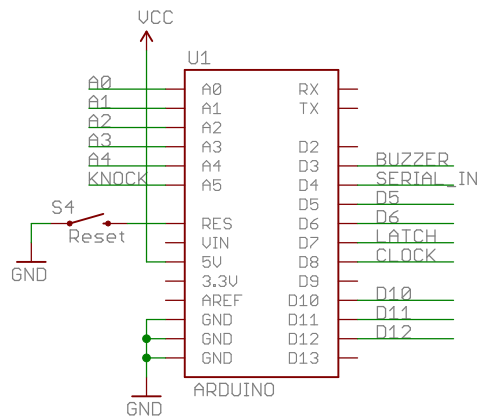 VCC
U1
A0 A0 RX
A1 A1 TX
A2 A2
A3 A3 D2
A4 A4 D3 BUZZER
KNOCK A5 D4 SERIAL_IN
D5 D5
S4 RES D6 D6
Reset VIN D7 LATCH
5V D8 CLOCK
GND 3.3V D9
AREF D10 D10
GND D11 D11
GND D12 D12
GND D13
ARDUINO
GND